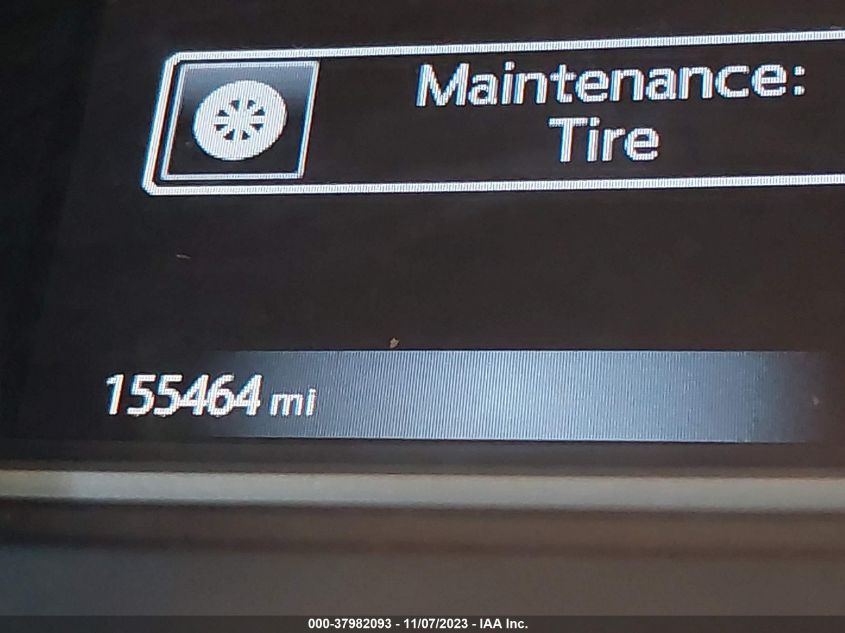 Maintenance:
Tire
155464 mi
000-37982093 - 11/07/2023 - IAA Inc.